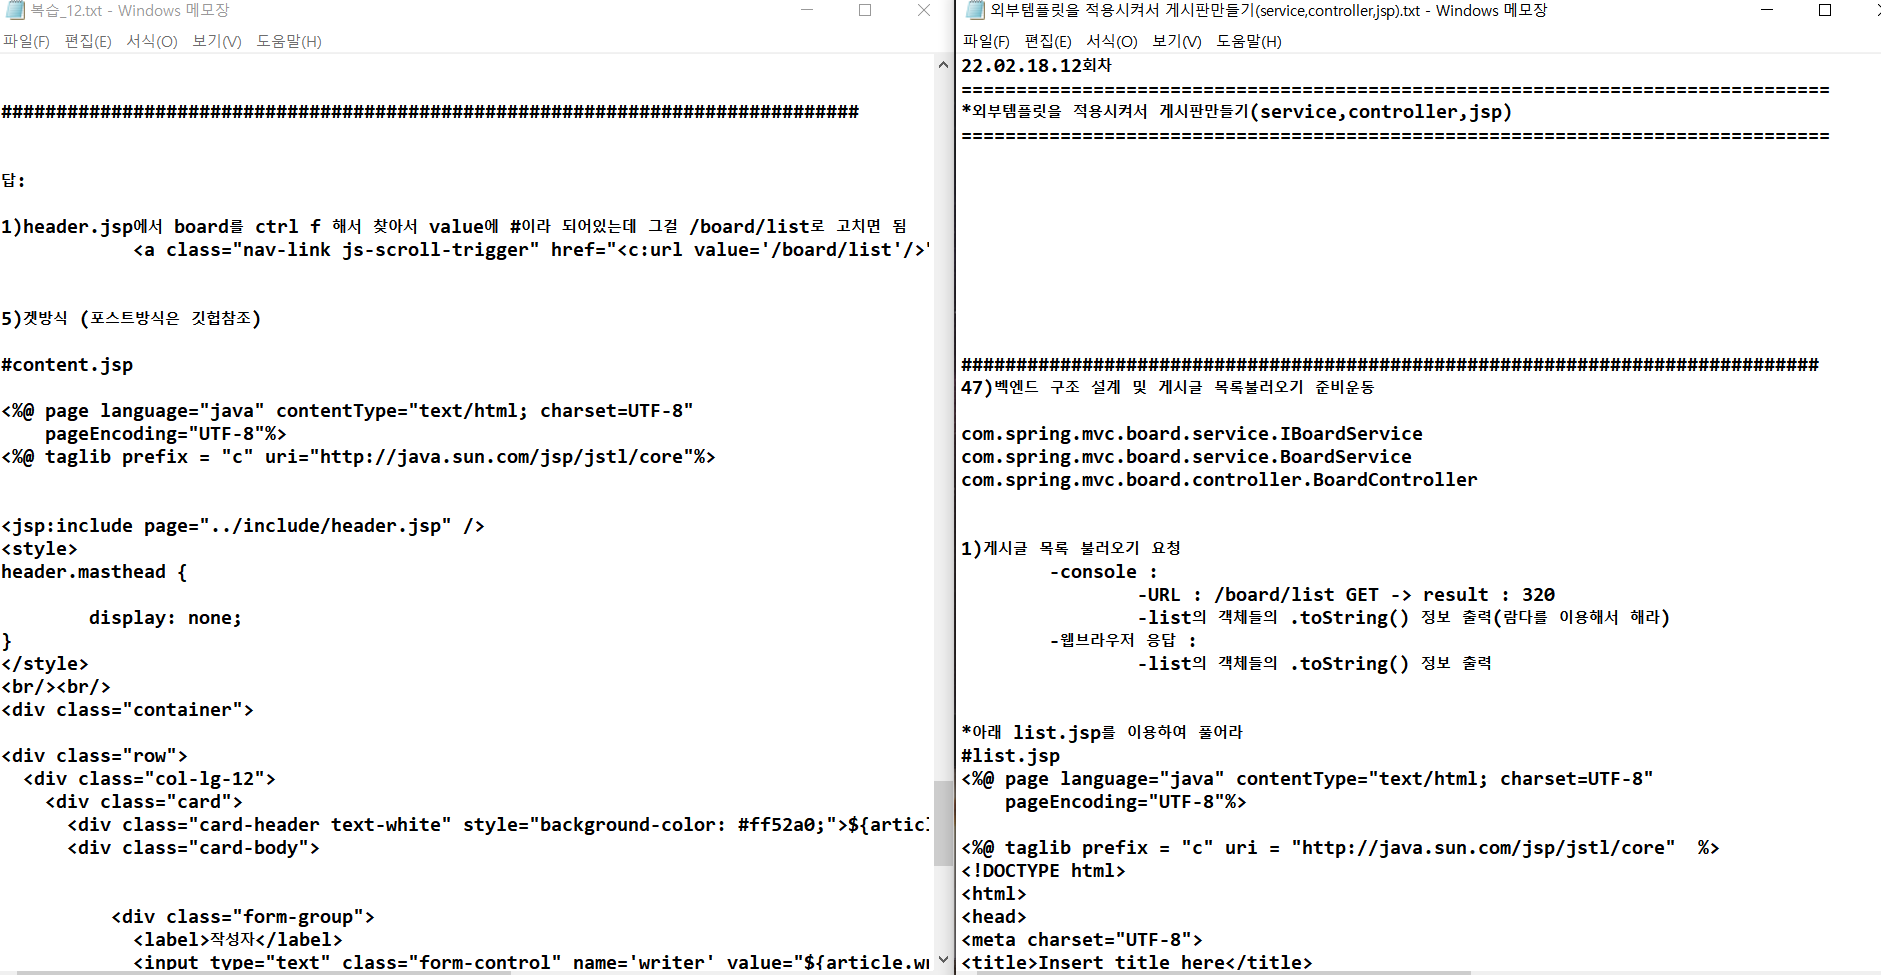 복습_12.txt - Windows 메모장
파일(F) 편집(E) 서식(O) 보기(V) 도움말(H)
##############################################################################
답:
1)header.jsp에서 board를 ctrl f 해서 찾아서 value에 #이라 되어있는데 그걸 /board/list로 고치면 됨
<a class="nav-link js-scroll-trigger" href="<c:url value='/board/list'/>"
5)겟방식 (포스트방식은 깃헙참조)
#content.jsp
<%@ page language="java" contentType="text/html; charset=UTF-8"
pageEncoding="UTF-8"%>
<%@ taglib prefix = "c" uri="http://java.sun.com/jsp/jstl/core"%>
<jsp:include page="../include/header.jsp" />
<style>
header.masthead {
display: none;
}
</style>
<br/><br/>
<div class="container">
<div class="row">
<div class="col-lg-12">
<div class="card">
<div class="card-header text-white" style="background-color: #ff52a0;">${articl
<div class="card-body">
<div class="form-group">
<label>작성자</label>
<input type="text" class="form-control" name='writer' value="${article.wr
외부템플릿을 적용시켜서 게시판만들기(service,controller,jsp).txt - Windows 메모장
파일(F) 편집(E) 서식(O) 보기(V) 도움말(H)
22.02.18.12회차
===============================================================================
*외부템플릿을 적용시켜서 게시판만들기(service,controller,jsp)
===============================================================================
##############################################################################
47)벡엔드 구조 설계 및 게시글 목록불러오기 준비운동
com.spring.mvc.board.service.IBoardService
com.spring.mvc.board.service.BoardService
com.spring.mvc.board.controller.BoardController
1)게시글 목록 불러오기 요청
-console :
-URL : /board/list GET -> result : 320
-list의 객체들의 .toString() 정보 출력(람다를 이용해서 해라)
-웹브라우저 응답 :
-list의 객체들의 .toString() 정보 출력
*아래 list.jsp를 이용하여 풀어라
#list.jsp
<%@ page language="java" contentType="text/html; charset=UTF-8"
pageEncoding="UTF-8"%>
<%@ taglib prefix = "c" uri = "http://java.sun.com/jsp/jstl/core"  %>
<!DOCTYPE html>
<html>
<head>
<meta charset="UTF-8">
<title>Insert title here</title>